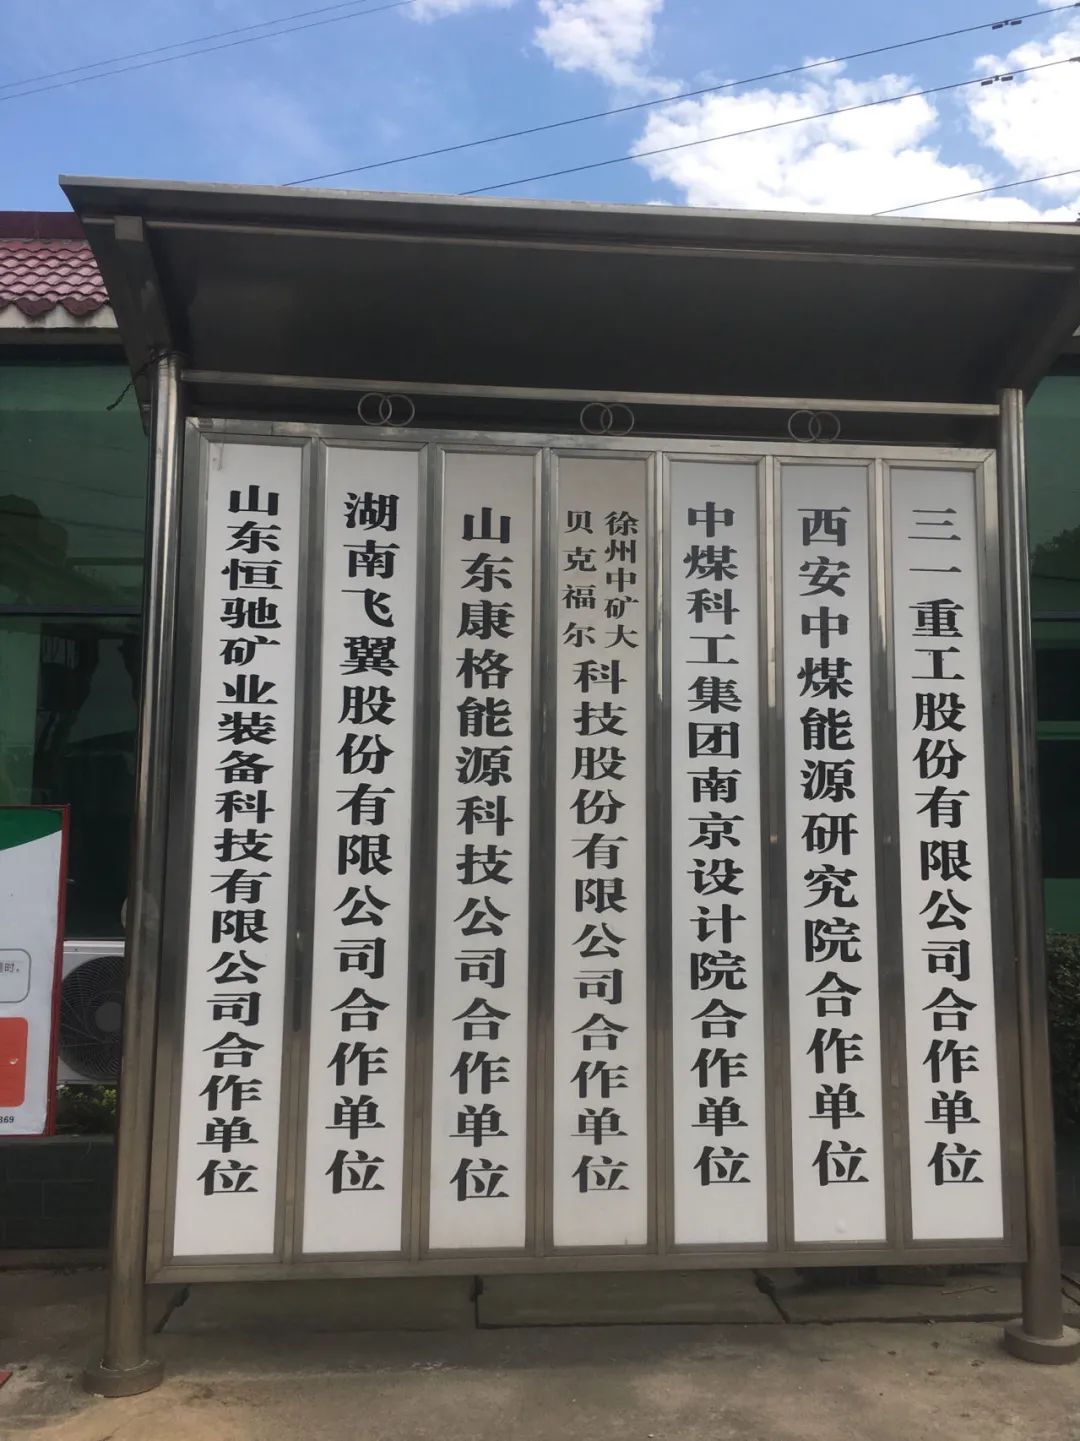 山东恒驰矿业装备科技有限公司合作单位
湖南飞翼股份有限公司合作单位
山东康格能源科技公司合作单位
徐州中矿大
贝克福尔
科技股份有限公司合作单位
中煤科工集团南京设计院合作单位
西安中煤能源研究院合作单位
三一重工股份有限公司合作单位
时,
369